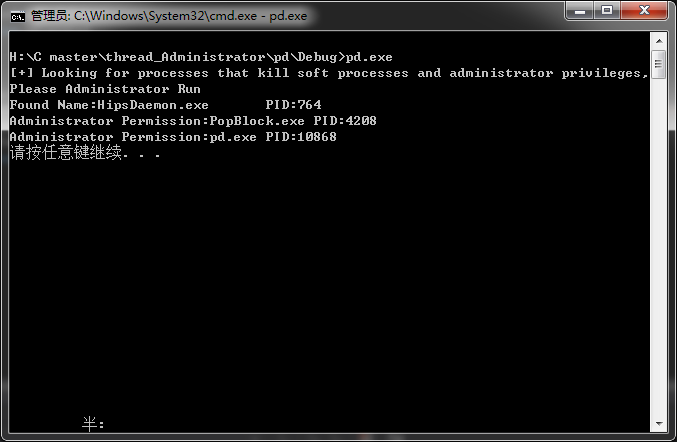 管理员: C:\Windows\System32\cmd.exe - pd.exe
H:\C master\thread_Administrator\pd\Debug>pd.exe
[+] Looking for processes that kill soft processes and administrator privileges,
Please Administrator Run
Found Name:HipsDaemon.exe       PID:764
Administrator Permission:PopBlock.exe PID:4208
Administrator Permission:pd.exe PID:10868
请按任意键继续. . .
半: